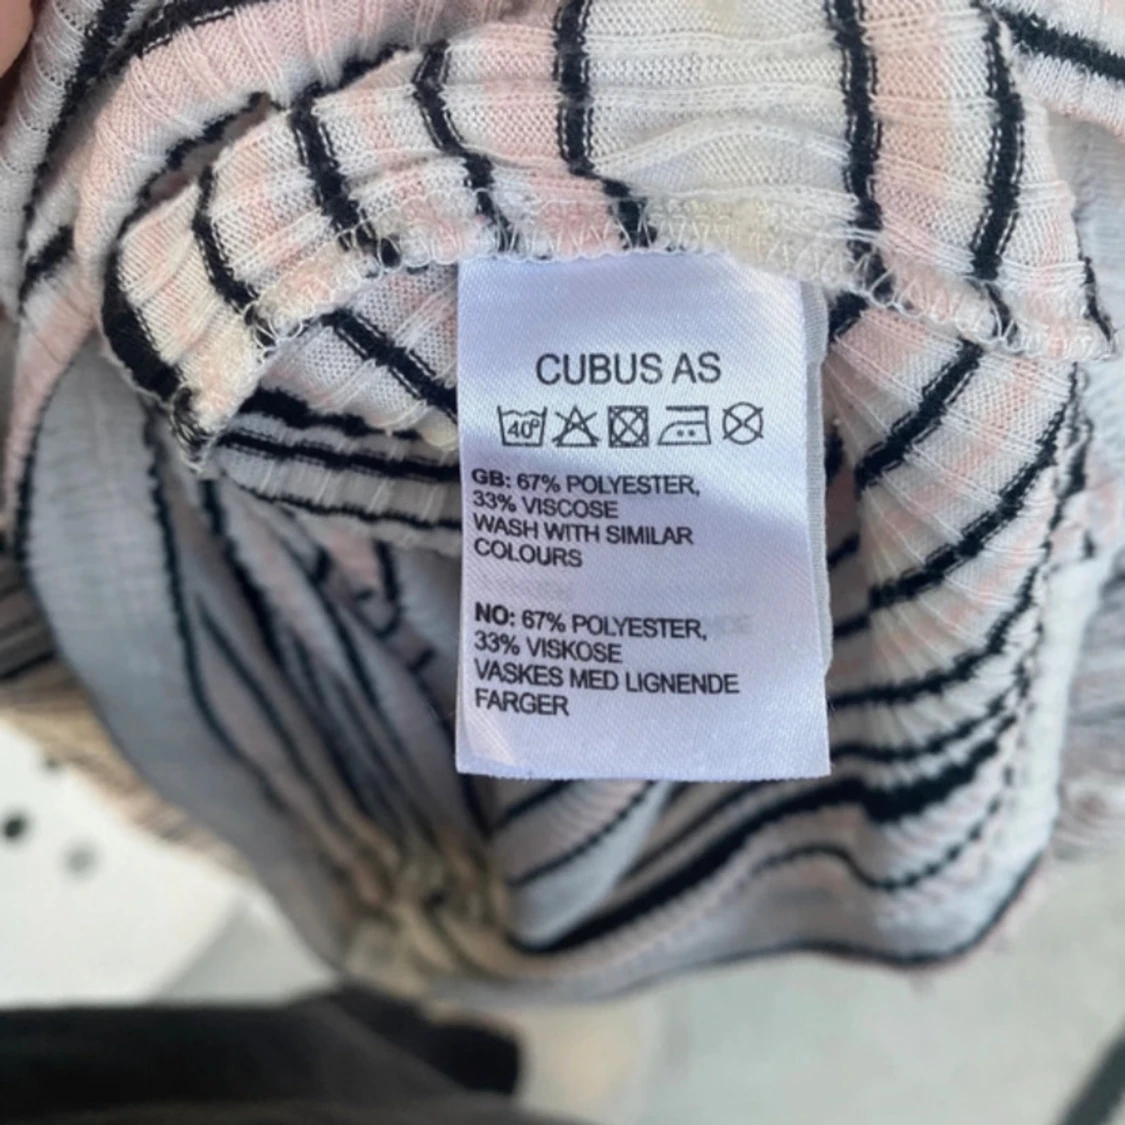 CUBUS AS
40°
GB: 67% POLYESTER,
33% VISCOSE
WASH WITH SIMILAR
COLOURS
NO: 67% POLYESTER,
33% VISKOSE
VASKES MED LIGNENDE
FARGER